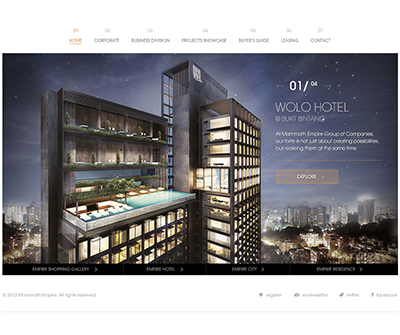 01 02 03 04 05 06 07
HOME CORPORATE BUSINESS DIVISION PROJECTS SHOWCASE BUYER'S GUIDE LEASING CONTACT
01/ 04
WOLO HOTEL
@ BUKIT BINTANG
At Mammoth Empire Group of Companies,
our forte is not just about creating possibilities,
but realising them at the same time.
EXPLORE
EMPIRE SHOPPING GALLERY EMPIRE HOTEL EMPIRE CITY EMPIRE RESIDENCE
© 2013 Mammoth Empire. All rights reserved register e-newsletter Twitter facebook